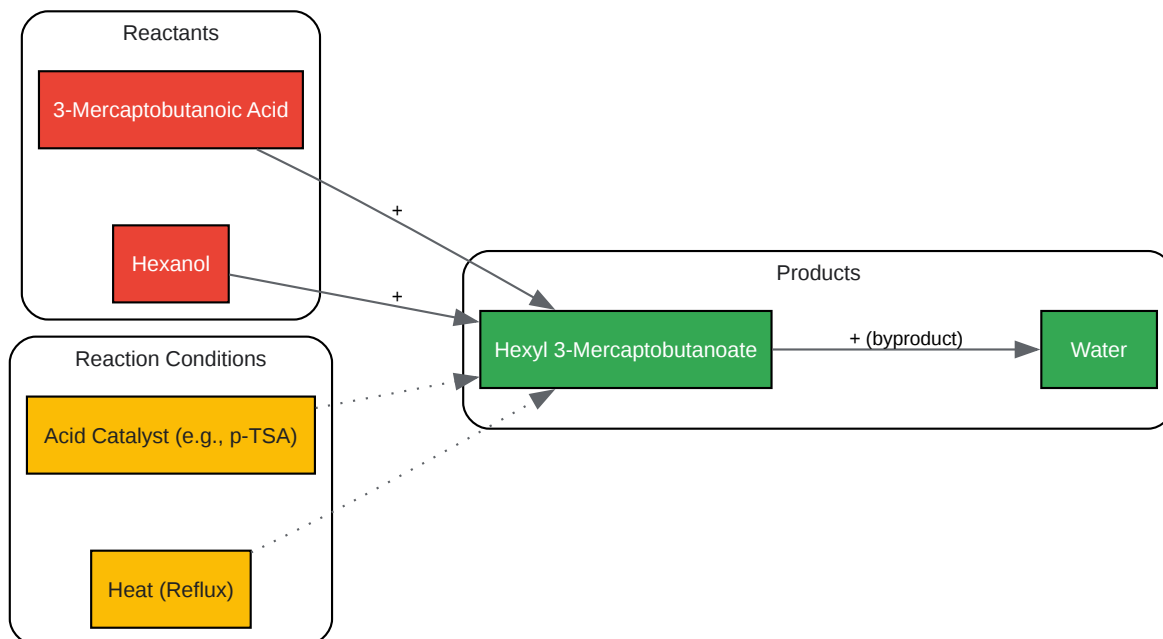 Reactants
3-Mercaptobutanoic Acid
+
Hexanol
+
Products
Hexyl 3-Mercaptobutanoate
+ (byproduct)
Water
Reaction Conditions
Acid Catalyst (e.g., p-TSA)
Heat (Reflux)